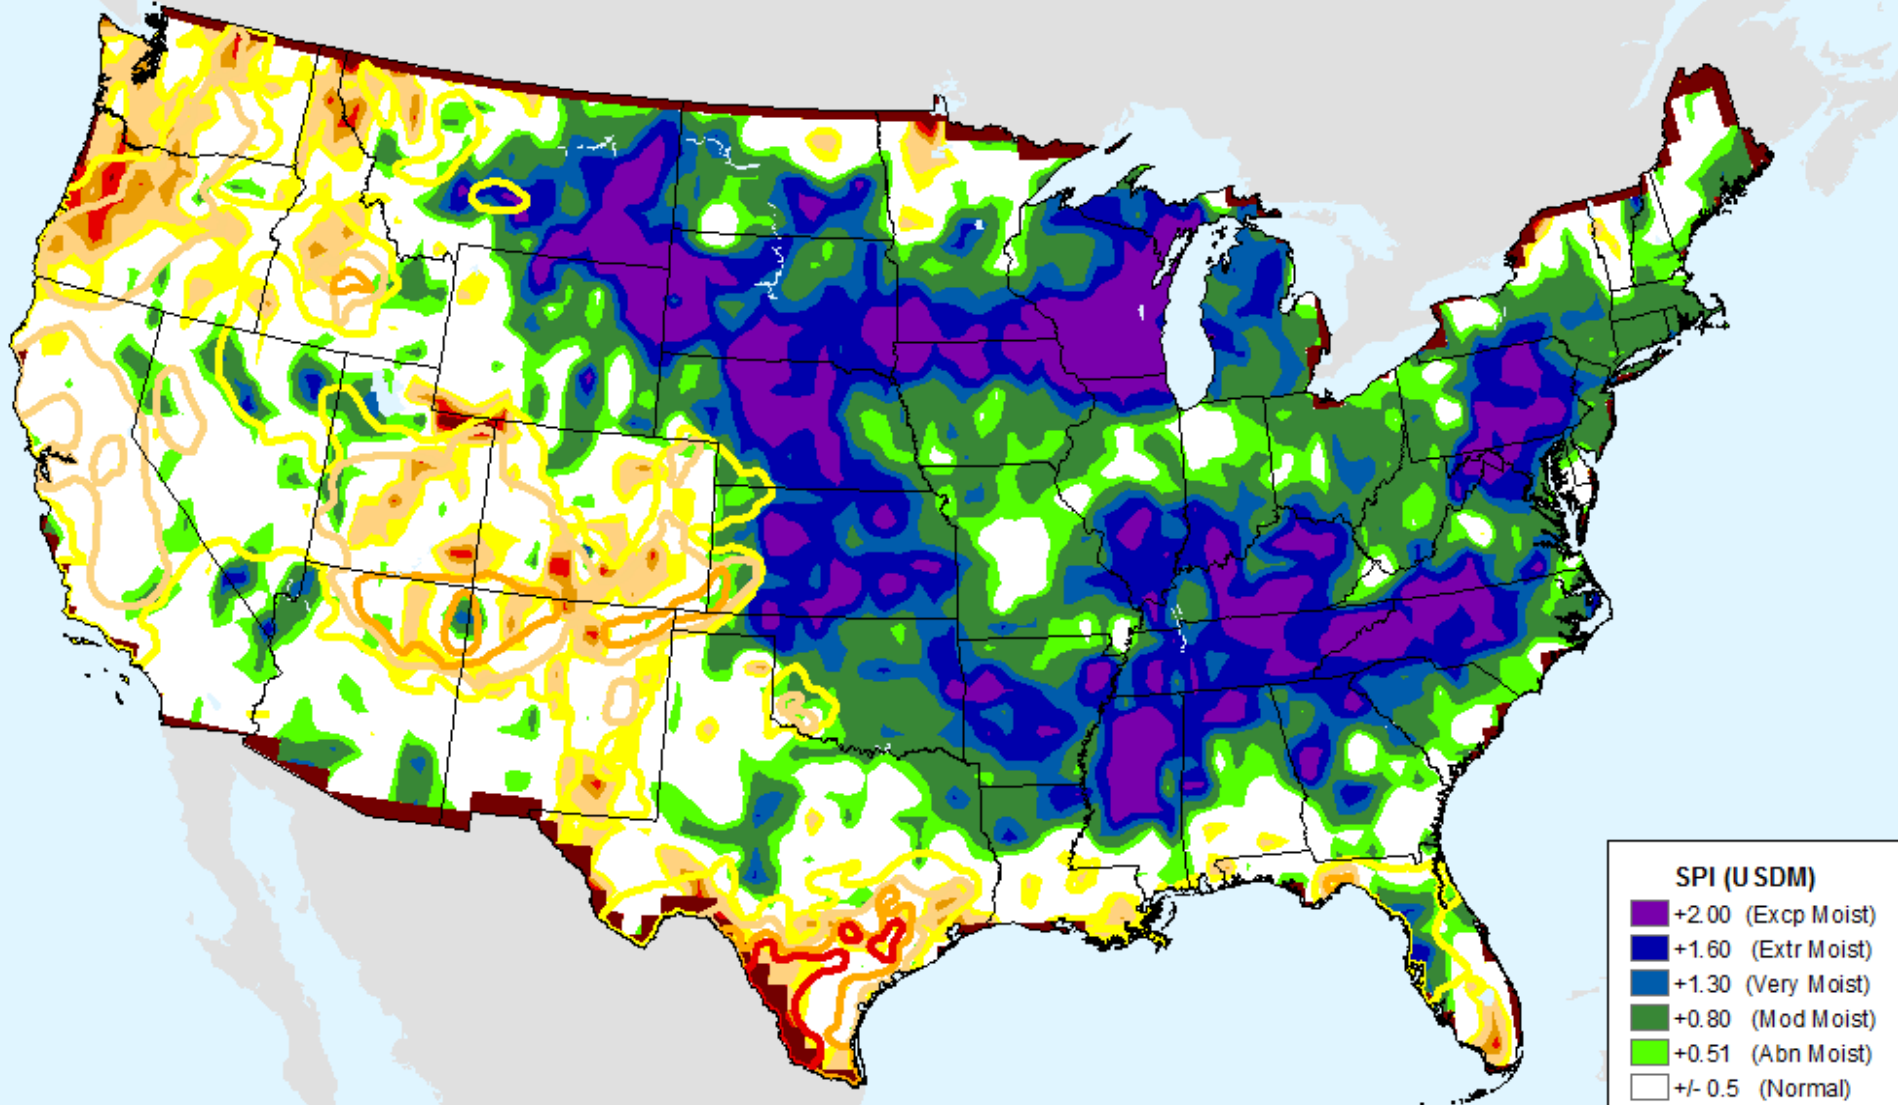 SPI (USDM)
+2.00 (Excp Moist)
+1.60 (Extr Moist)
+1.30 (Very Moist)
+0.80 (Mod Moist)
+0.51 (Abn Moist)
+/- 0.5 (Normal)